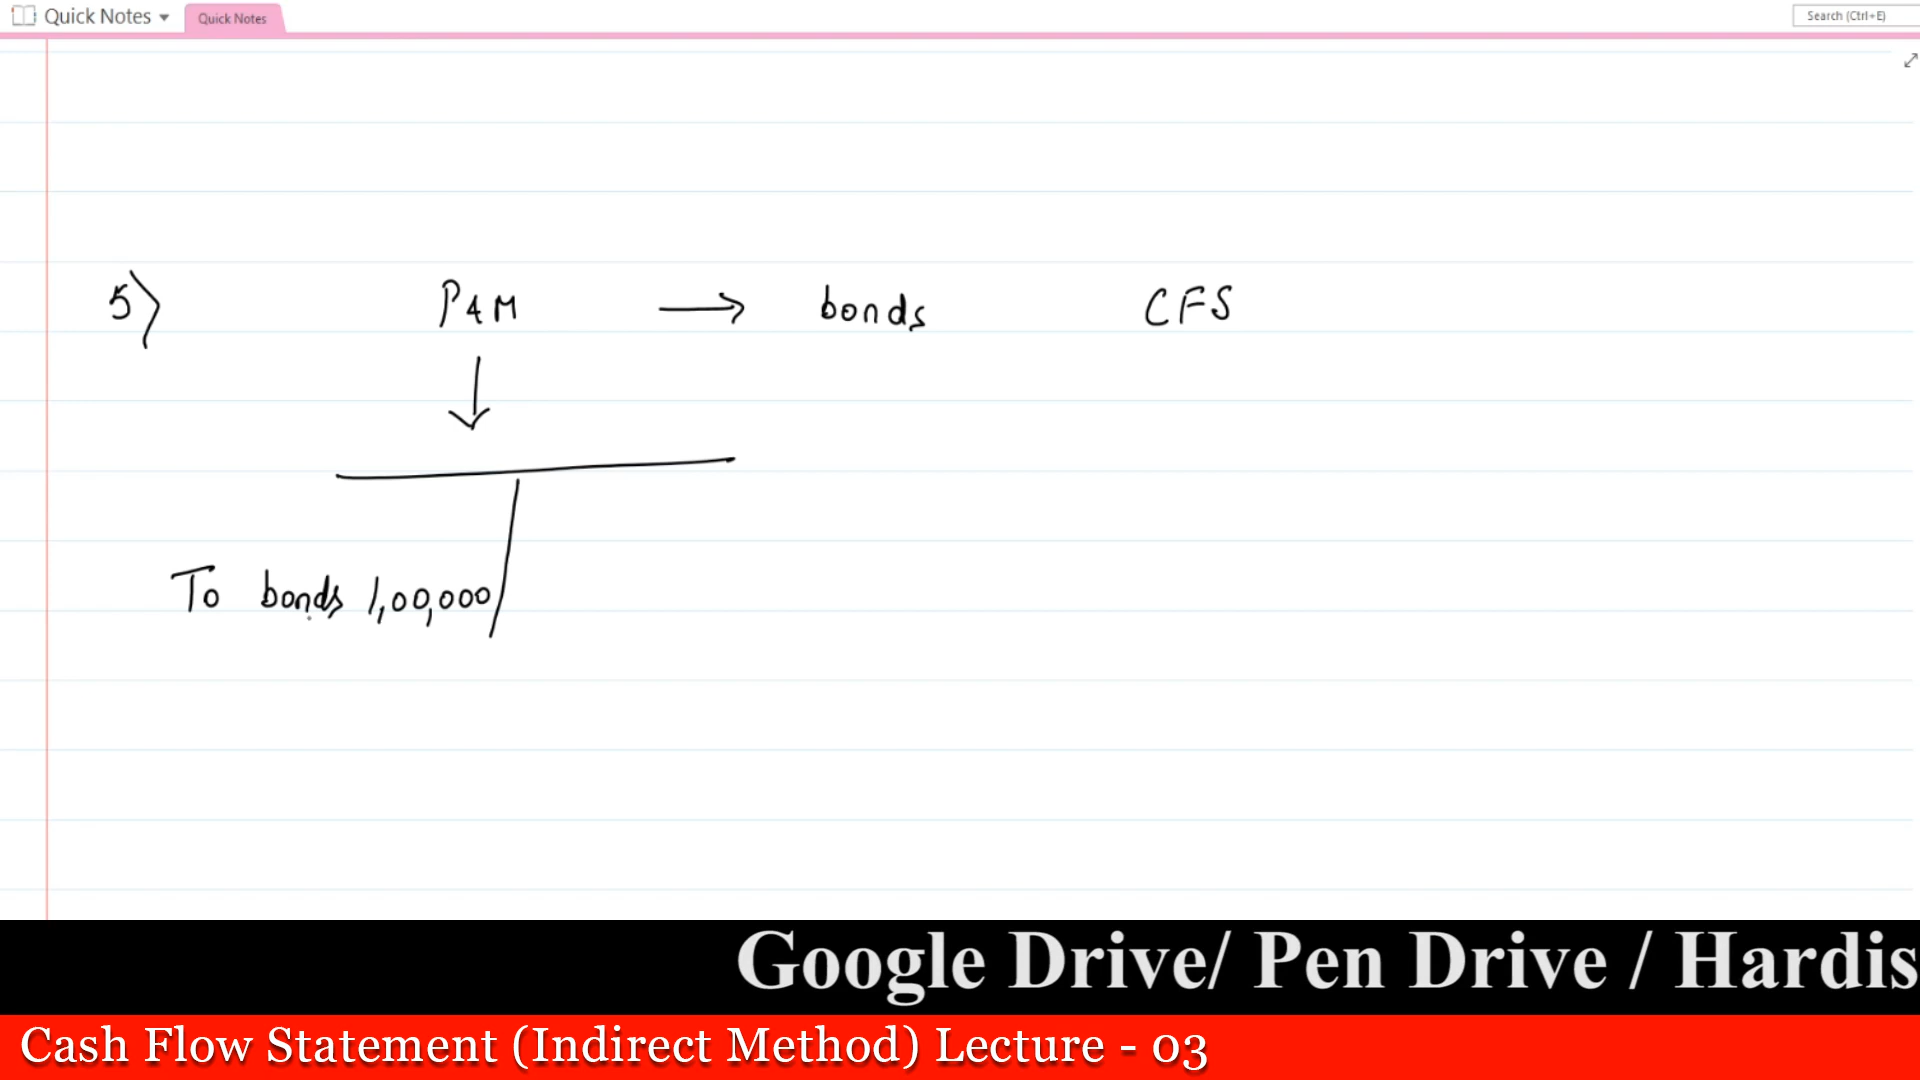 Quick Notes Quick Notes Search (Ctrl+E)
5) P&M → bonds CFS
To bonds 1,00,000
Google Drive/ Pen Drive / Hardis
Cash Flow Statement (Indirect Method) Lecture - 03